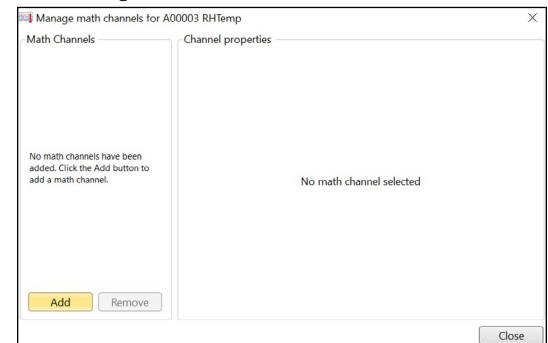 Manage math channels for A00003 RHTemp
Math Channels
Channel properties
No math channels have been
added. Click the Add button to
add a math channel.
No math channel selected
Add
Remove
Close